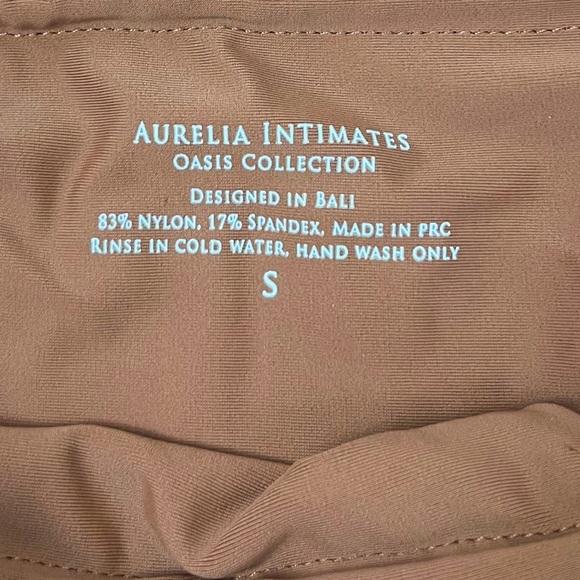 AURELIA INTIMATES
OASIS COLLECTION
DESIGNED IN BALI
83% NYLON, 17% SPANDEX, MADE IN PRC
RINSE IN COLD WATER, HAND WASH ONLY
S